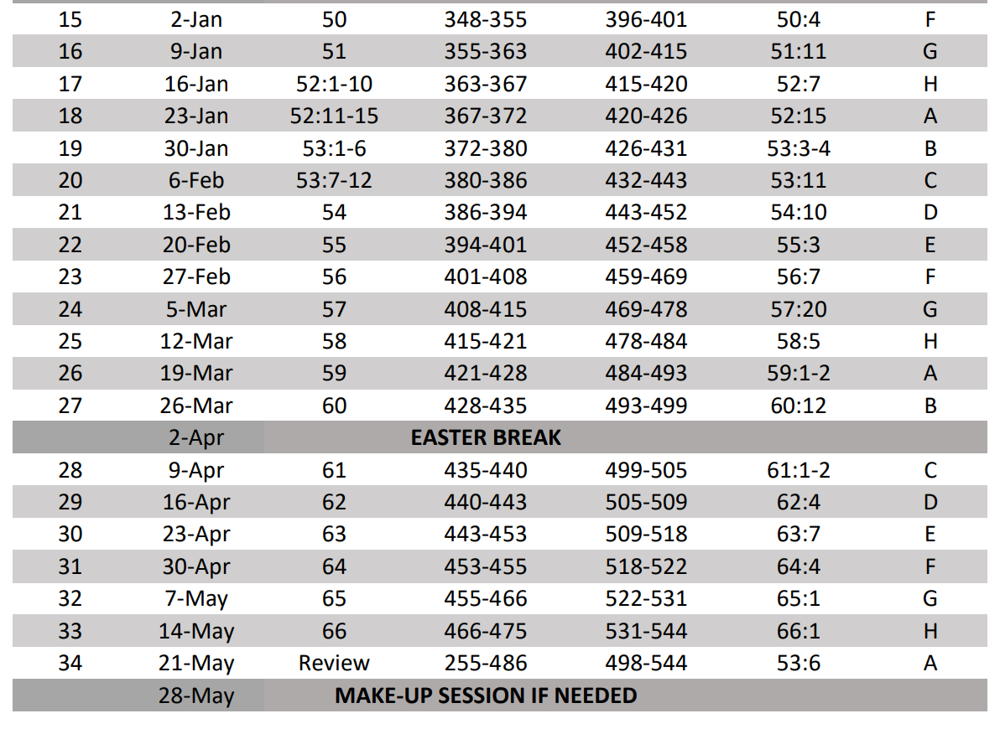 15 2-Jan 50 348-355 396-401 50:4 F
16 9-Jan 51 355-363 402-415 51:11 G
17 16-Jan 52:1-10 363-367 415-420 52:7 H
18 23-Jan 52:11-15 367-372 420-426 52:15 A
19 30-Jan 53:1-6 372-380 426-431 53:3-4 B
20 6-Feb 53:7-12 380-386 432-443 53:11 C
21 13-Feb 54 386-394 443-452 54:10 D
22 20-Feb 55 394-401 452-458 55:3 E
23 27-Feb 56 401-408 459-469 56:7 F
24 5-Mar 57 408-415 469-478 57:20 G
25 12-Mar 58 415-421 478-484 58:5 H
26 19-Mar 59 421-428 484-493 59:1-2 A
27 26-Mar 60 428-435 493-499 60:12 B
2-Apr EASTER BREAK
28 9-Apr 61 435-440 499-505 61:1-2 C
29 16-Apr 62 440-443 505-509 62:4 D
30 23-Apr 63 443-453 509-518 63:7 E
31 30-Apr 64 453-455 518-522 64:4 F
32 7-May 65 455-466 522-531 65:1 G
33 14-May 66 466-475 531-544 66:1 H
34 21-May Review 255-486 498-544 53:6 A
28-May MAKE-UP SESSION IF NEEDED